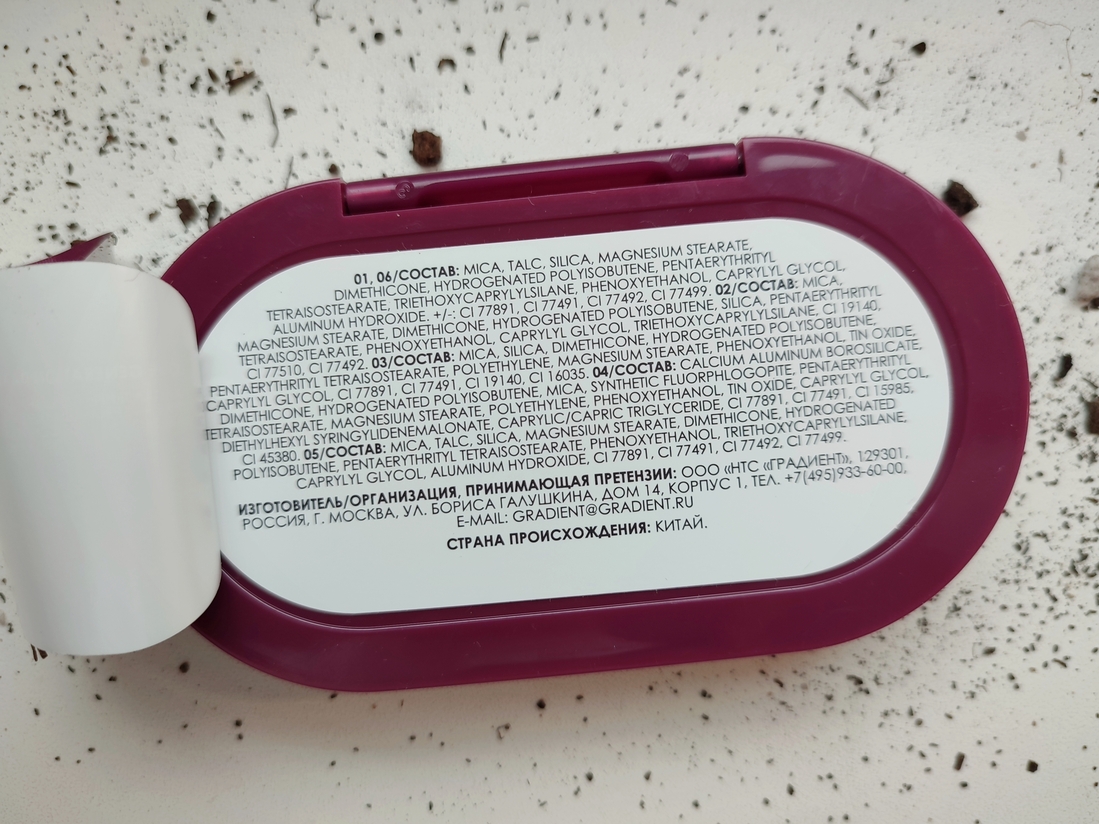 01, 06/СОСТАВ: MICA, TALC, SILICA, MAGNESIUM STEARATE,
DIMETHICONE, HYDROGENATED POLYISOBUTENE, PENTAERYTHRITYL
TETRAISOSTEARATE, TRIETHOXYCAPRYLYLSILANE, PHENOXYETHANOL, CAPRYLYL GLYCOL,
ALUMINUM HYDROXIDE. +/-: CI 77891, CI 77491, CI 77492, CI 77499. 02/СОСТАВ: MICA,
MAGNESIUM STEARATE, DIMETHICONE, HYDROGENATED POLYISOBUTENE, SILICA, PENTAERYTHRITYL
TETRAISOSTEARATE, PHENOXYETHANOL, CAPRYLYL GLYCOL, TRIETHOXYCAPRYLYLSILANE, CI 19140,
CI 77510, CI 77492. 03/СОСТАВ: MICA, SILICA, DIMETHICONE, HYDROGENATED POLYISOBUTENE,
PENTAERYTHRITYL TETRAISOSTEARATE, POLYETHYLENE, MAGNESIUM STEARATE, PHENOXYETHANOL, TIN OXIDE,
CAPRYLYL GLYCOL, CI 77891, CI 77491, CI 19140, CI 16035. 04/СОСТАВ: CALCIUM ALUMINUM BOROSILICATE,
DIMETHICONE, HYDROGENATED POLYISOBUTENE, MICA, SYNTHETIC FLUORPHLOGOPITE, PENTAERYTHRITYL
TETRAISOSTEARATE, MAGNESIUM STEARATE, POLYETHYLENE, PHENOXYETHANOL, TIN OXIDE, CAPRYLYL GLYCOL,
DIETHYLHEXYL SYRINGYLIDENEMALONATE, CAPRYLIC/CAPRIC TRIGLYCERIDE, CI 77891, CI 77491, CI 15985,
CI 45380. 05/СОСТАВ: MICA, TALC, SILICA, MAGNESIUM STEARATE, DIMETHICONE, HYDROGENATED
POLYISOBUTENE, PENTAERYTHRITYL TETRAISOSTEARATE, PHENOXYETHANOL, TRIETHOXYCAPRYLYLSILANE,
CAPRYLYL GLYCOL, ALUMINUM HYDROXIDE, CI 77891, CI 77491, CI 77492, CI 77499.
ИЗГОТОВИТЕЛЬ/ОРГАНИЗАЦИЯ, ПРИНИМАЮЩАЯ ПРЕТЕНЗИИ: ООО «НТС «ГРАДИЕНТ», 129301,
РОССИЯ, Г. МОСКВА, УЛ. БОРИСА ГАЛУШКИНА, ДОМ 14, КОРПУС 1, ТЕЛ. +7(495)933-60-00,
E-MAIL: GRADIENT@GRADIENT.RU
СТРАНА ПРОИСХОЖДЕНИЯ: КИТАЙ.